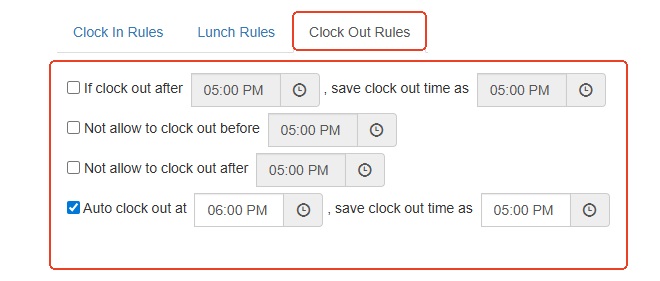 Clock In Rules Lunch Rules Clock Out Rules
If clock out after 05:00 PM , save clock out time as 05:00 PM
Not allow to clock out before 05:00 PM
Not allow to clock out after 05:00 PM
Auto clock out at 06:00 PM , save clock out time as 05:00 PM